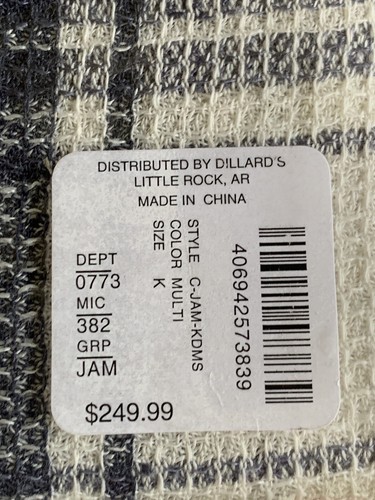 DISTRIBUTED BY DILLARD'S
LITTLE ROCK, AR
MADE IN CHINA
DEPT
0773
MIC
382
GRP
JAM
STYLE C-JAM-KDMS
COLOR MULTI
SIZE K
406942573839
$249.99